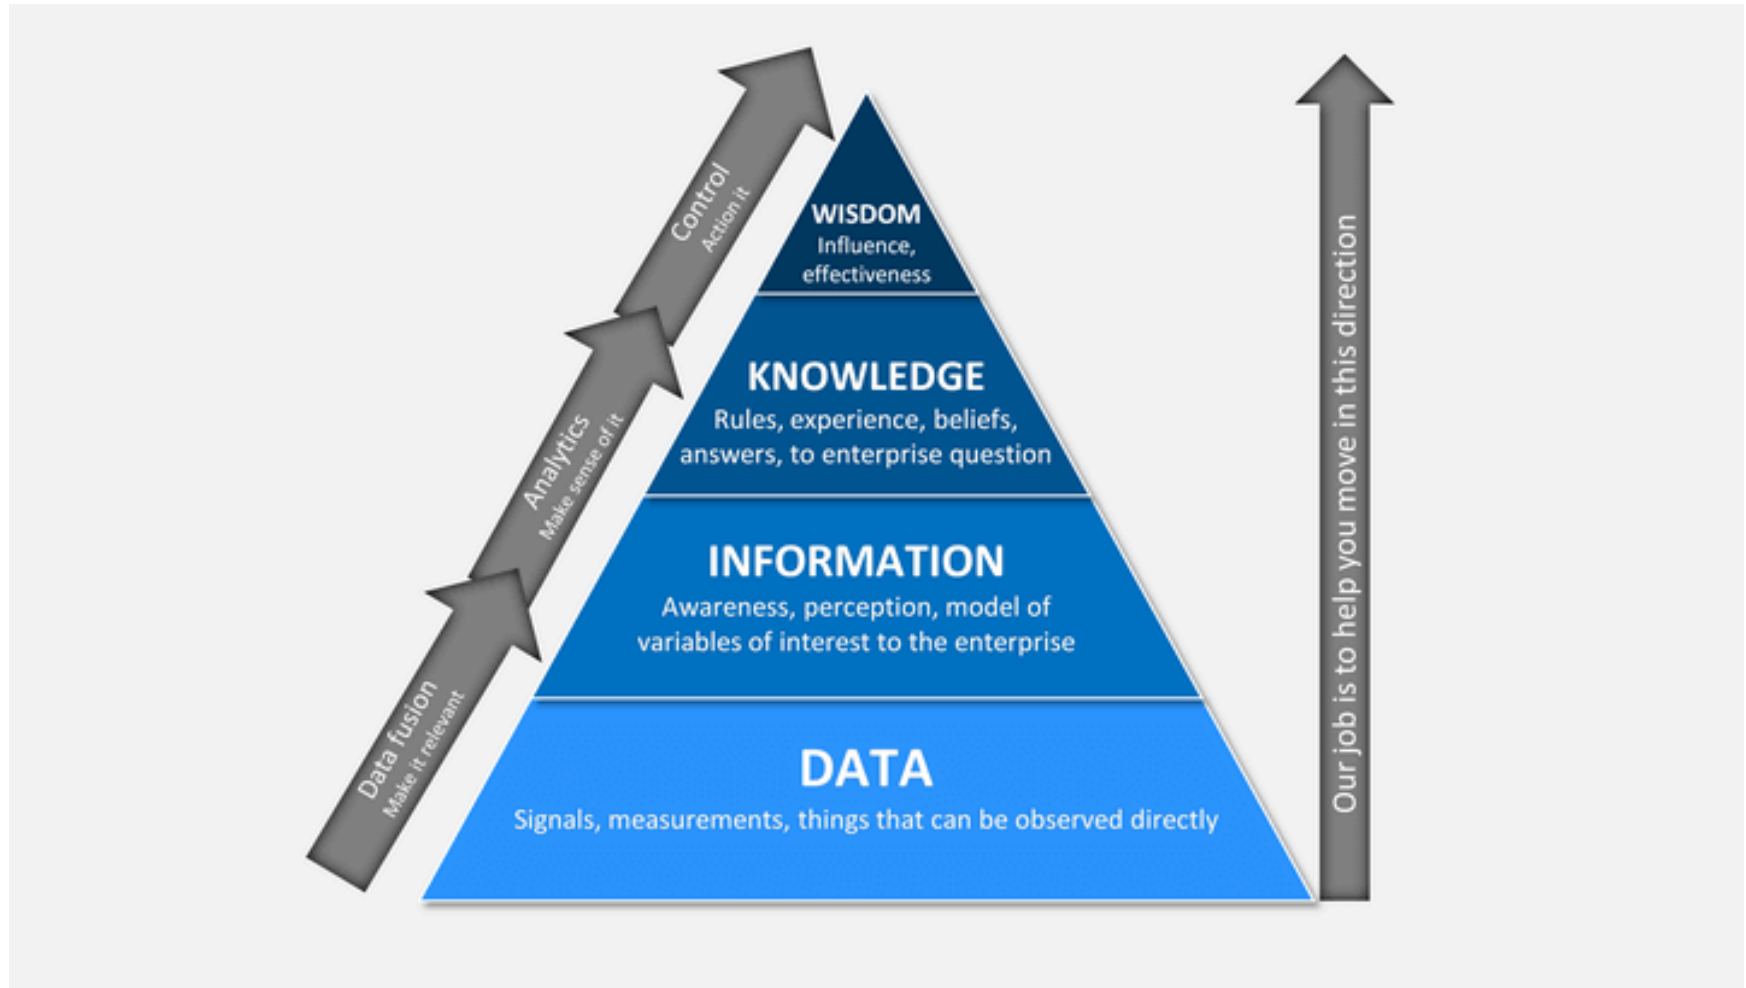 Control
Action it
Analytics
Make sense of it
Data fusion
Make it relevant
WISDOM
Influence,
effectiveness
KNOWLEDGE
Rules, experience, beliefs,
answers, to enterprise question
INFORMATION
Awareness, perception, model of
variables of interest to the enterprise
DATA
Signals, measurements, things that can be observed directly
Our job is to help you move in this direction